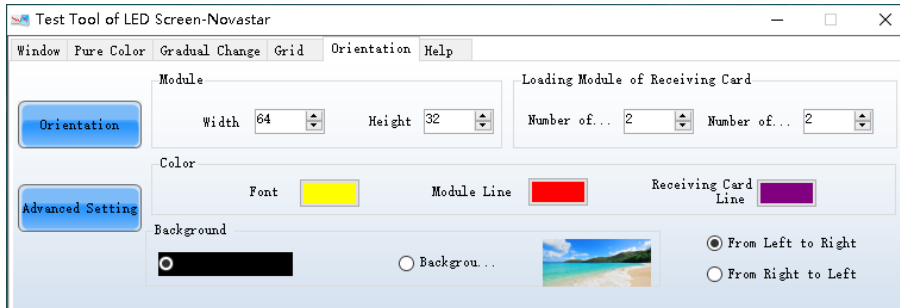 Test Tool of LED Screen-Novastar
Window Pure Color Gradual Change Grid Orientation Help
Module
Loading Module of Receiving Card
Orientation
Width 64 Height 32 Number of... 2 Number of... 2
Color
Font Module Line Receiving Card Line
Advanced Setting
Background
Backgrou...
From Left to Right
From Right to Left